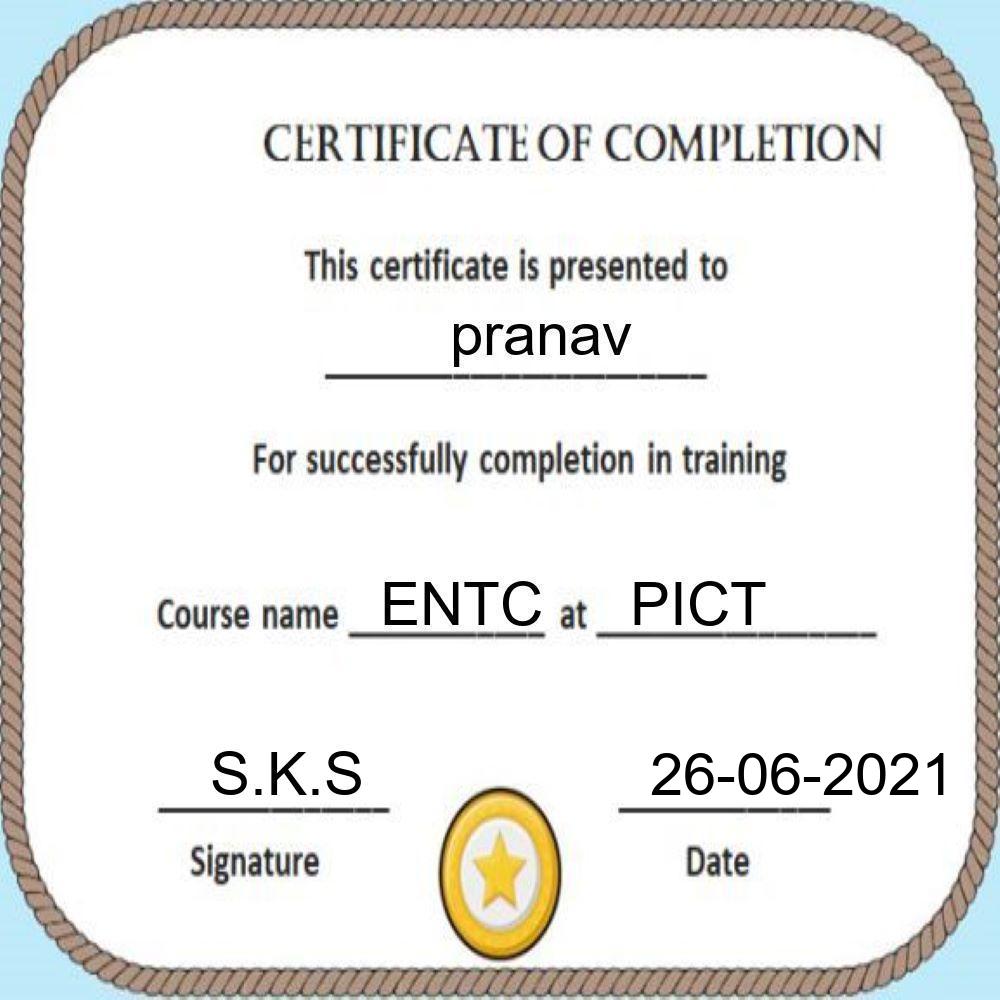 CERTIFICATE OF COMPLETION
This certificate is presented to
pranav
For successfully completion in training
Course name ENTC at PICT
S.K.S 26-06-2021
Signature Date